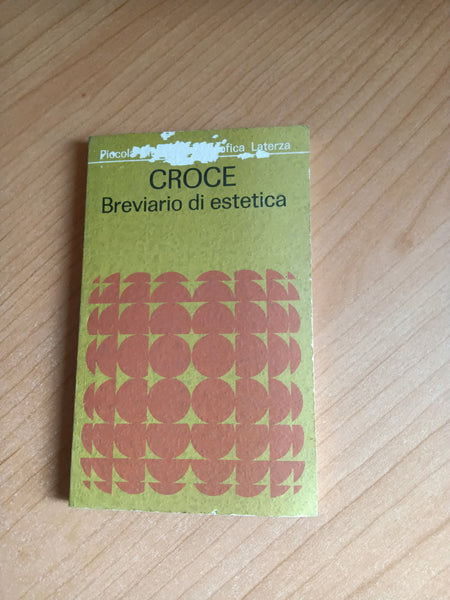 Piccola Laterza
CROCE
Breviario di estetica